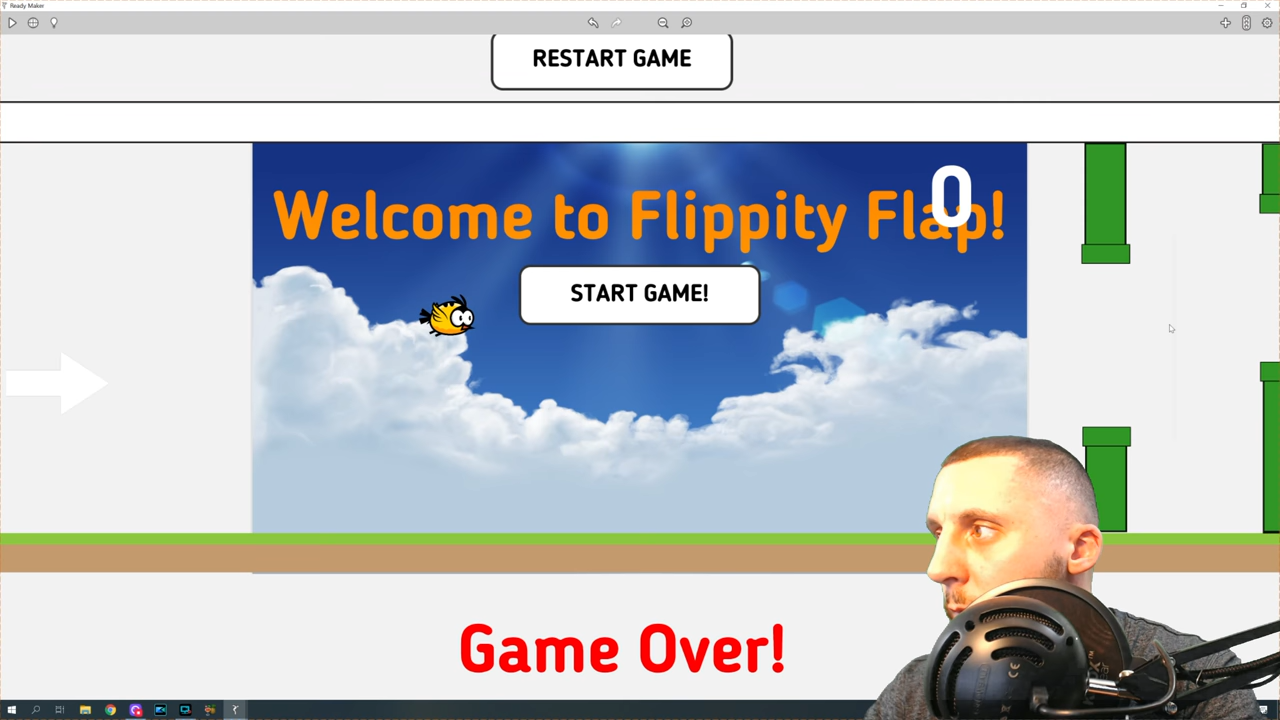 Ready Maker
RESTART GAME
Welcome to Flippity Flap!
0
START GAME!
Game Over!